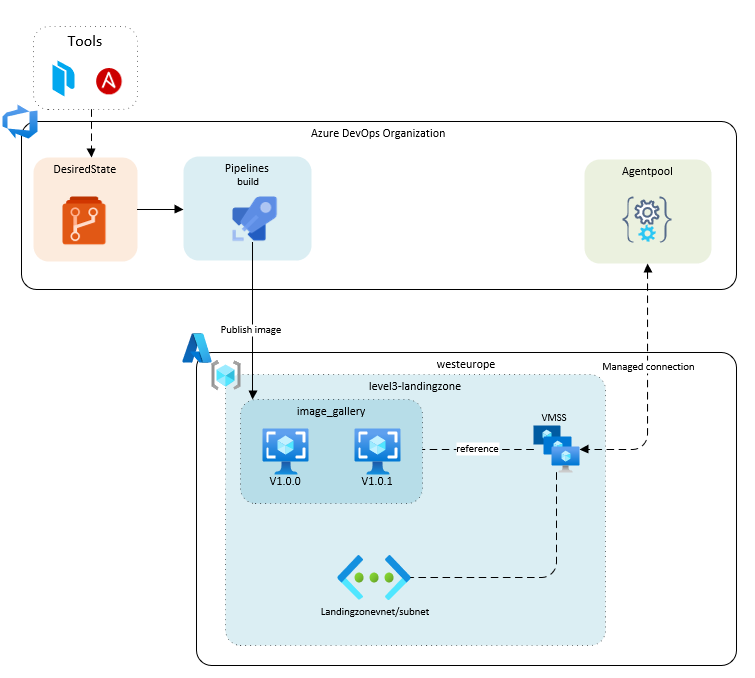 Tools
Azure DevOps Organization
DesiredState
Pipelines
build
Agentpool
Publish image
westeurope
Managed connection
level3-landingzone
image_gallery
V1.0.0
V1.0.1
reference
VMSS
Landingzonevnet/subnet